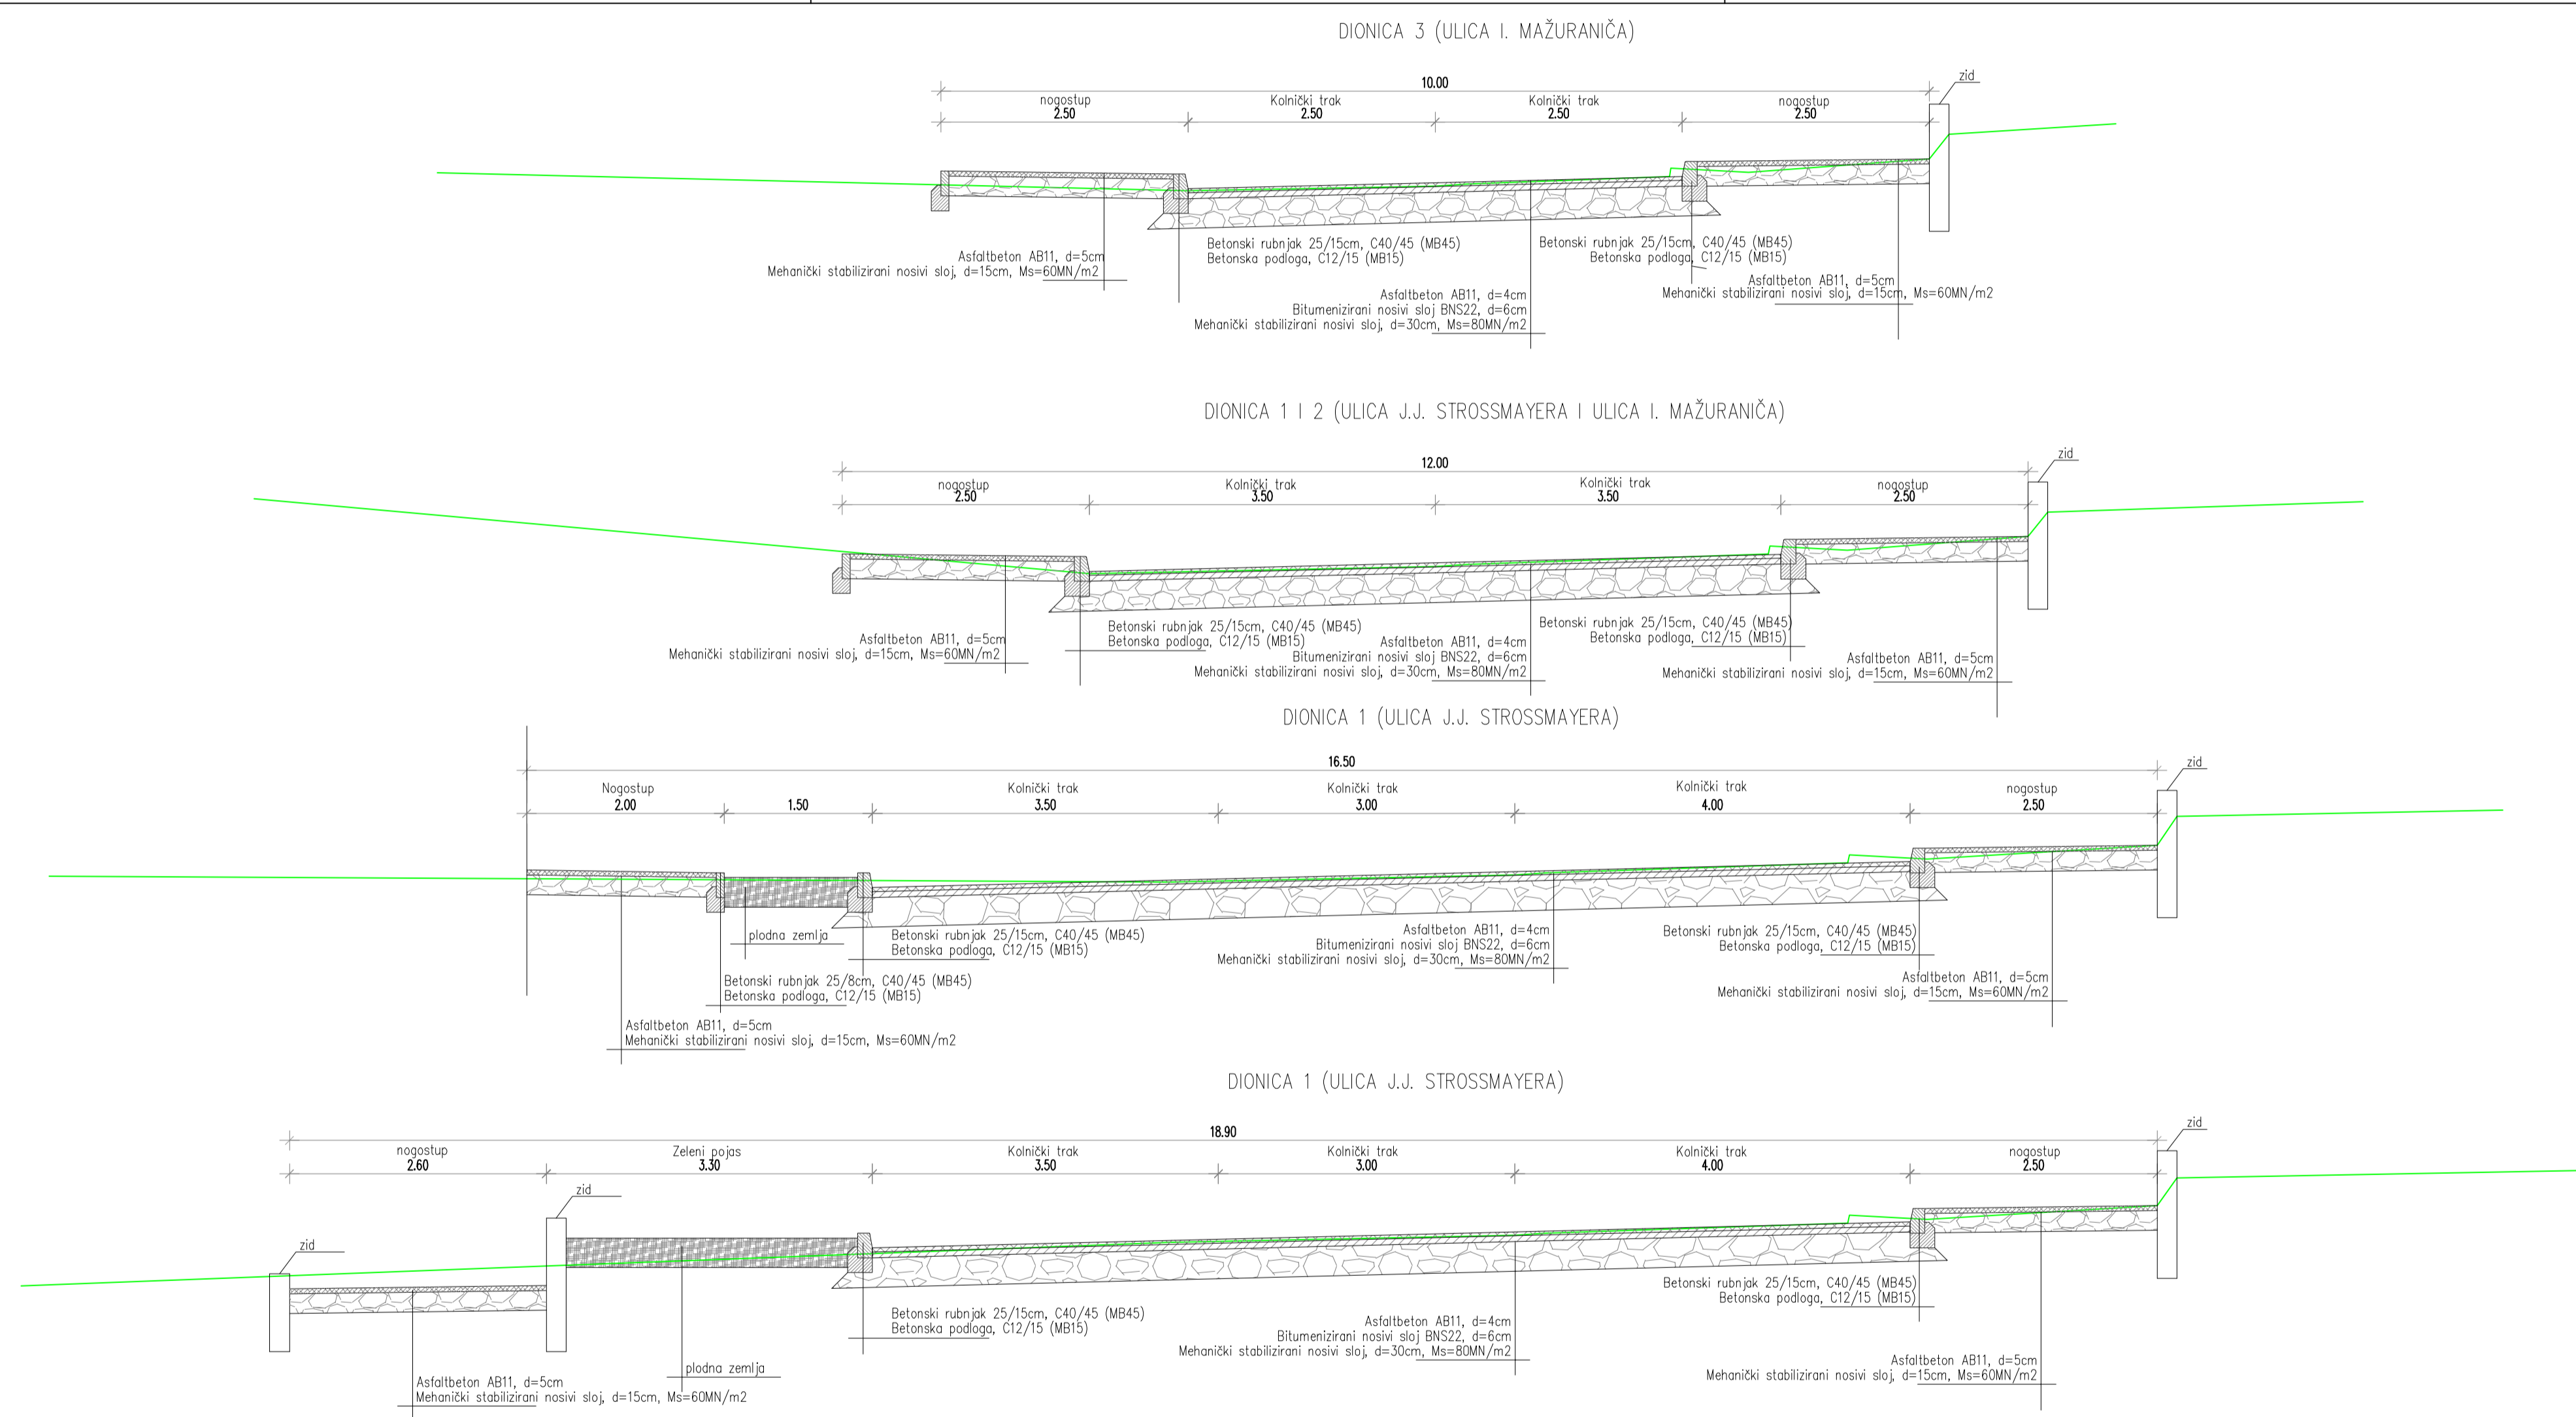 DIONICA 3 (ULICA I. MAŽURANIČA)
zid
10.00
nogostup
Kolnički trak
Kolnički trak
nogostup
2.50
2.50
2.50
2.50
Asfaltbeton AB11, d=5cm
Mehanički stabilizirani nosivi sloj, d=15cm, Ms=60MN/m2
Betonski rubnjak 25/15cm, C40/45 (MB45)
Betonska podloga, C12/15 (MB15)
Asfaltbeton AB11, d=4cm
Bitumenizirani nosivi sloj BNS22, d=6cm
Mehanički stabilizirani nosivi sloj, d=30cm, Ms=80MN/m2
Betonski rubnjak 25/15cm, C40/45 (MB45)
Betonska podloga, C12/15 (MB15)
Asfaltbeton AB11, d=5cm
Mehanički stabilizirani nosivi sloj, d=15cm, Ms=60MN/m2
DIONICA 1 I 2 (ULICA J.J. STROSSMAYERA I ULICA I. MAŽURANIČA)
zid
12.00
nogostup
Kolnički trak
Kolnički trak
nogostup
2.50
3.50
3.50
2.50
Asfaltbeton AB11, d=5cm
Mehanički stabilizirani nosivi sloj, d=15cm, Ms=60MN/m2
Betonski rubnjak 25/15cm, C40/45 (MB45)
Betonska podloga, C12/15 (MB15)
Asfaltbeton AB11, d=4cm
Bitumenizirani nosivi sloj BNS22, d=6cm
Mehanički stabilizirani nosivi sloj, d=30cm, Ms=80MN/m2
Betonski rubnjak 25/15cm, C40/45 (MB45)
Betonska podloga, C12/15 (MB15)
Asfaltbeton AB11, d=5cm
Mehanički stabilizirani nosivi sloj, d=15cm, Ms=60MN/m2
DIONICA 1 (ULICA J.J. STROSSMAYERA)
zid
16.50
Nogostup
Kolnički trak
Kolnički trak
Kolnički trak
nogostup
2.00
1.50
3.50
3.00
4.00
2.50
plodna zemlja
Betonski rubnjak 25/15cm, C40/45 (MB45)
Betonska podloga, C12/15 (MB15)
Betonski rubnjak 25/8cm, C40/45 (MB45)
Betonska podloga, C12/15 (MB15)
Asfaltbeton AB11, d=5cm
Mehanički stabilizirani nosivi sloj, d=15cm, Ms=60MN/m2
Asfaltbeton AB11, d=4cm
Bitumenizirani nosivi sloj BNS22, d=6cm
Mehanički stabilizirani nosivi sloj, d=30cm, Ms=80MN/m2
Betonski rubnjak 25/15cm, C40/45 (MB45)
Betonska podloga, C12/15 (MB15)
Asfaltbeton AB11, d=5cm
Mehanički stabilizirani nosivi sloj, d=15cm, Ms=60MN/m2
DIONICA 1 (ULICA J.J. STROSSMAYERA)
zid
18.90
nogostup
Zeleni pojas
Kolnički trak
Kolnički trak
Kolnički trak
nogostup
2.60
3.30
3.50
3.00
4.00
2.50
zid
zid
Betonski rubnjak 25/15cm, C40/45 (MB45)
Betonska podloga, C12/15 (MB15)
plodna zemlja
Asfaltbeton AB11, d=5cm
Mehanički stabilizirani nosivi sloj, d=15cm, Ms=60MN/m2
Asfaltbeton AB11, d=4cm
Bitumenizirani nosivi sloj BNS22, d=6cm
Mehanički stabilizirani nosivi sloj, d=30cm, Ms=80MN/m2
Betonski rubnjak 25/15cm, C40/45 (MB45)
Betonska podloga, C12/15 (MB15)
Asfaltbeton AB11, d=5cm
Mehanički stabilizirani nosivi sloj, d=15cm, Ms=60MN/m2